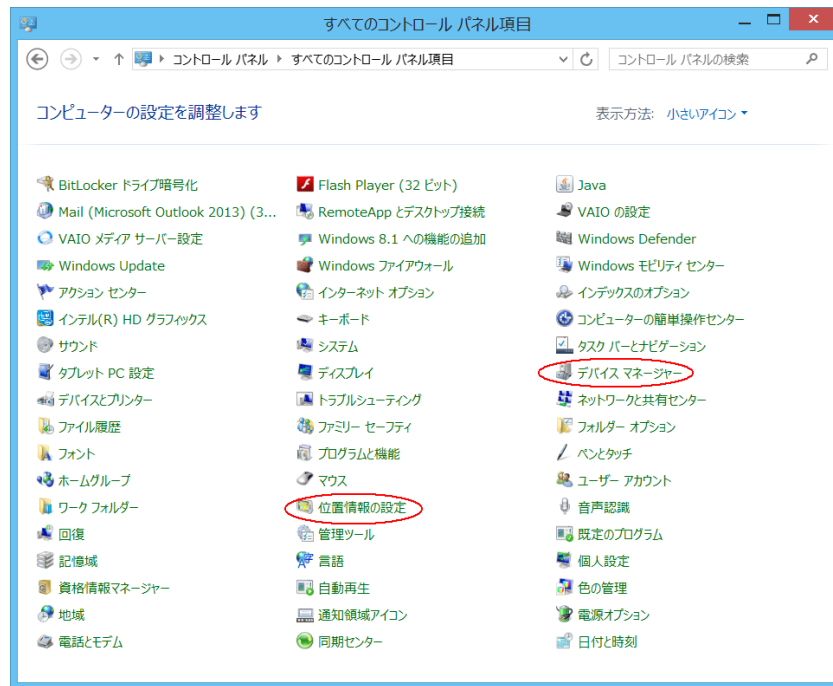 すべてのコントロール パネル項目
コントロール パネル
すべてのコントロール パネル項目
コントロール パネルの検索
コンピューターの設定を調整します
表示方法: 小さいアイコン
BitLocker ドライブ暗号化
Flash Player (32 ビット)
Java
Mail (Microsoft Outlook 2013) (3...
RemoteApp とデスクトップ接続
VAIO の設定
VAIO メディア サーバー設定
Windows 8.1 への機能の追加
Windows Defender
Windows Update
Windows ファイアウォール
Windows モビリティ センター
アクション センター
インターネット オプション
インデックスのオプション
インテル(R) HD グラフィックス
キーボード
コンピューターの簡単操作センター
サウンド
システム
タスク バーとナビゲーション
タブレット PC 設定
ディスプレイ
デバイス マネージャー
デバイスとプリンター
トラブルシューティング
ネットワークと共有センター
ファイル履歴
ファミリー セーフティ
フォルダー オプション
フォント
プログラムと機能
ペンとタッチ
ホームグループ
マウス
ユーザー アカウント
ワーク フォルダー
位置情報の設定
音声認識
回復
管理ツール
既定のプログラム
記憶域
言語
個人設定
資格情報マネージャー
自動再生
色の管理
地域
通知領域アイコン
電源オプション
電話とモデム
同期センター
日付と時刻